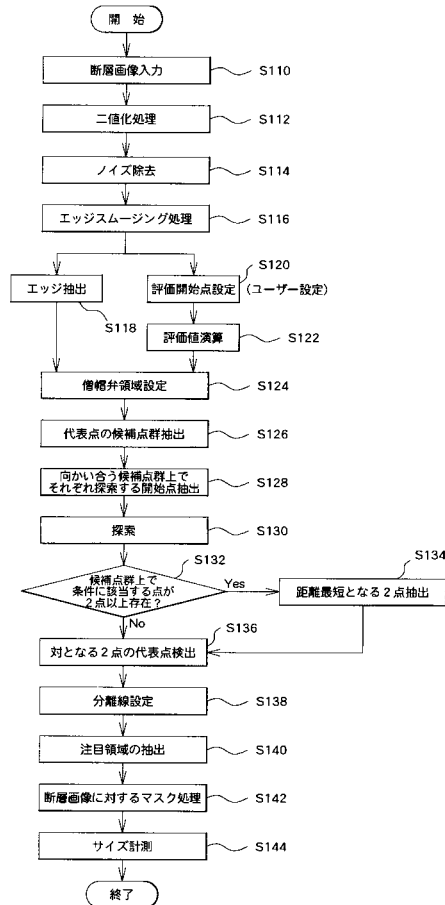 開 始
断層画像入力
S110
二値化処理
S112
ノイズ除去
S114
エッジスムージング処理
S116
エッジ抽出
S118
評価開始点設定
(ユーザー設定)
S120
評価値演算
S122
僧帽弁領域設定
S124
代表点の候補点群抽出
S126
向かい合う候補点群上で
それぞれ探索する開始点抽出
S128
探索
S130
候補点群上で
条件に該当する点が
2点以上存在?
S132
Yes
距離最短となる2点抽出
S134
No
対となる2点の代表点検出
S136
分離線設定
S138
注目領域の抽出
S140
断層画像に対するマスク処理
S142
サイズ計測
S144
終了